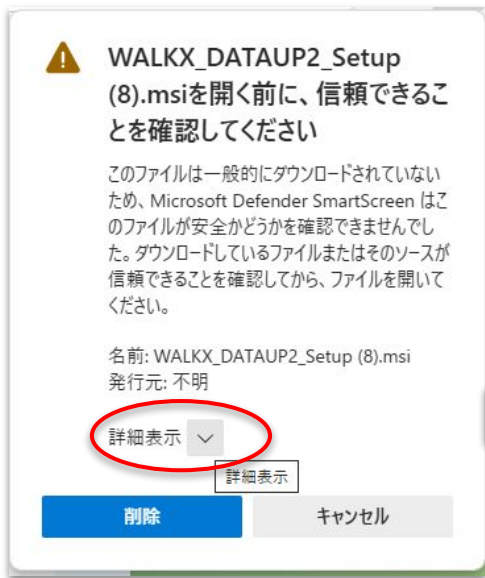 WALKX_DATAUP2_Setup
(8).msiを開く前に、信頼できるこ
とを確認してください
このファイルは一般的にダウンロードされていない
ため、Microsoft Defender SmartScreen はこ
のファイルが安全かどうかを確認できませんでし
た。ダウンロードしているファイルまたはそのソースが
信頼できることを確認してから、ファイルを開いて
ください。
名前: WALKX_DATAUP2_Setup (8).msi
発行元: 不明
詳細表示
詳細表示
削除 キャンセル